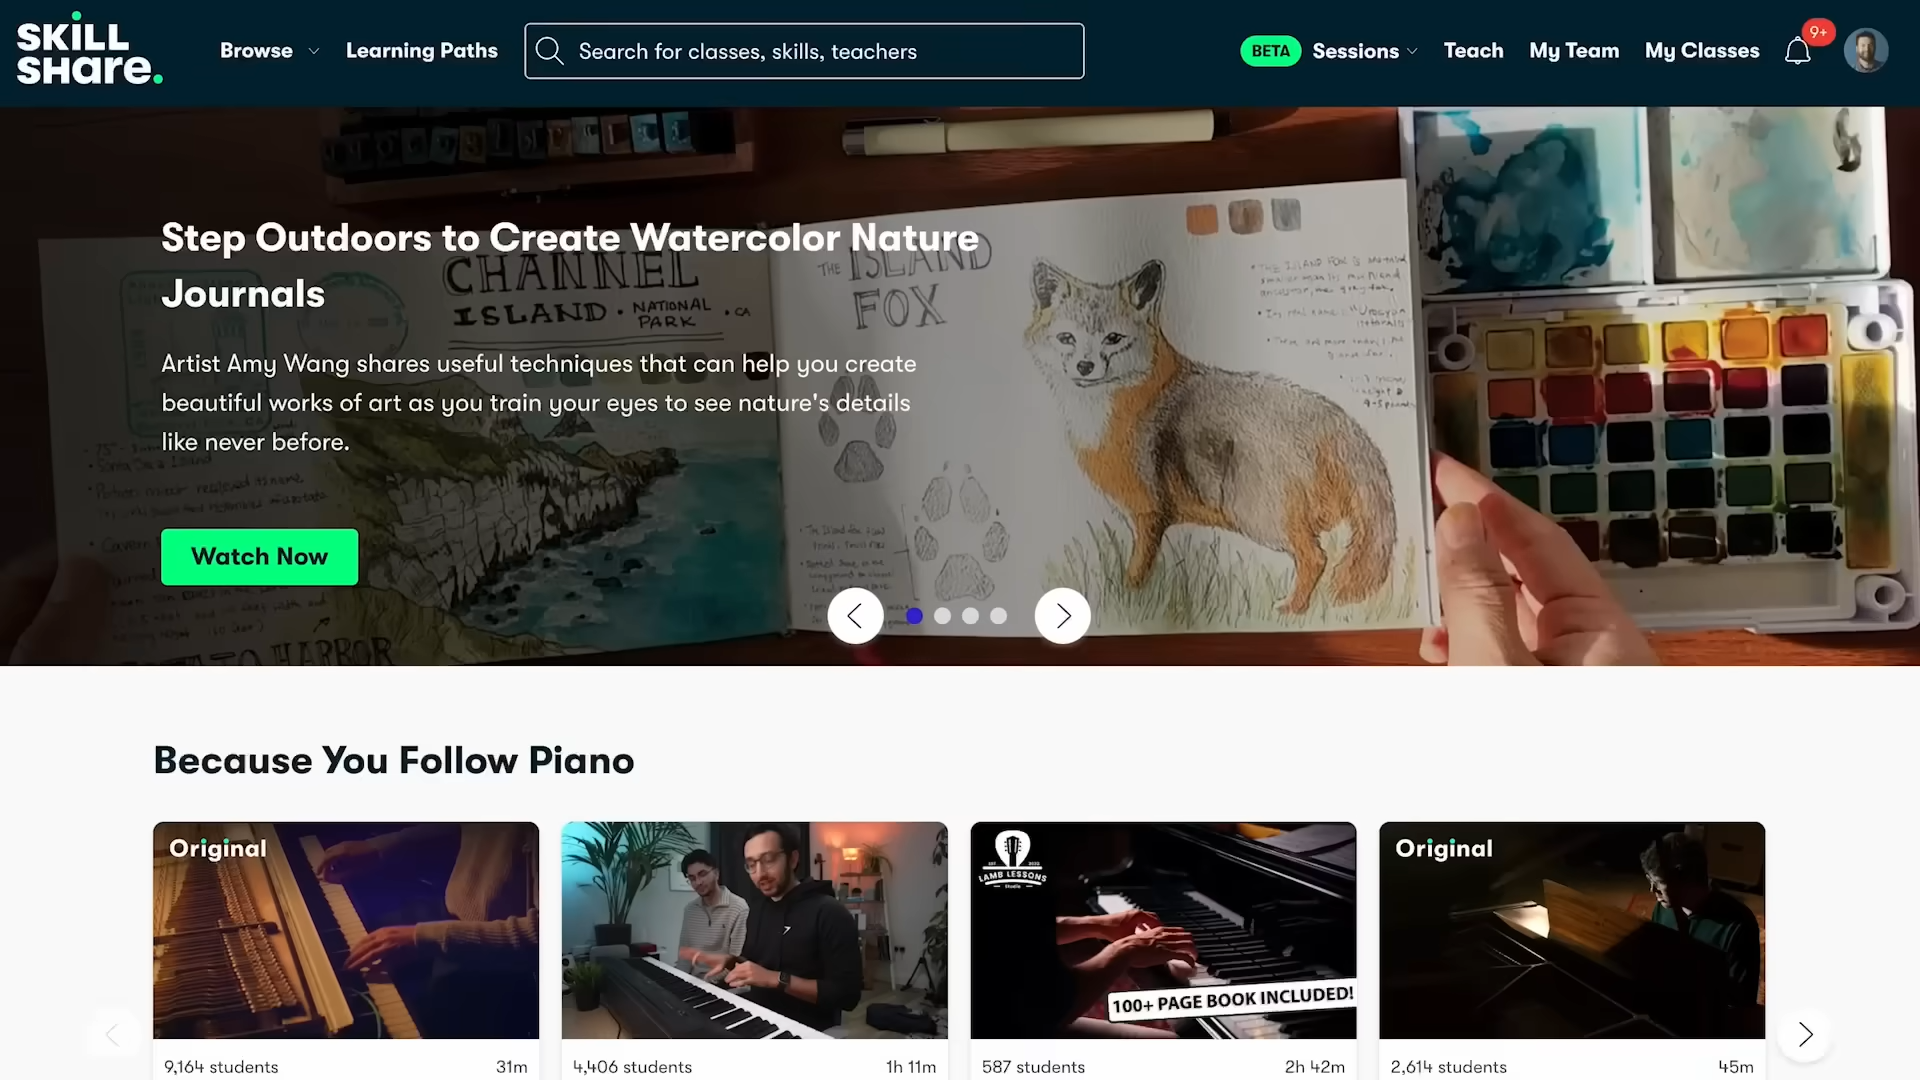 SKILL
SHare.
Browse
Learning Paths
Search for classes, skills, teachers
BETA
Sessions
Teach
My Team
My Classes
9+
Step Outdoors to Create Watercolor Nature
Journals
Artist Amy Wang shares useful techniques that can help you create
beautiful works of art as you train your eyes to see nature's details
like never before.
Watch Now
CHANNEL
ISLAND · NATIONAL PARK · CA
THE ISLAND
FOX
Because You Follow Piano
Original
LAMB LESSONS
Studio
100+ PAGE BOOK INCLUDED!
Original
9,164 students
31m
4,406 students
1h 11m
587 students
2h 42m
2,614 students
45m